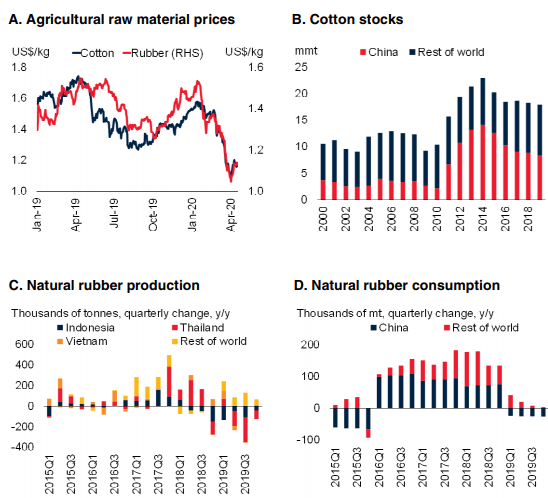 A. Agricultural raw material prices
US$/kg
Cotton
Rubber (RHS)
US$/kg
1.8
1.6
1.4
1.2
1.0
1.6
1.4
1.2
1.0
Jan-19
Apr-19
Jul-19
Oct-19
Jan-20
Apr-20
B. Cotton stocks
mmt
China
Rest of world
25
20
15
10
5
0
2000
2002
2004
2006
2008
2010
2012
2014
2016
2018
C. Natural rubber production
Thousands of tonnes, quarterly change, y/y
Indonesia
Thailand
Vietnam
Rest of world
600
400
200
0
-200
-400
2015Q1
2015Q3
2016Q1
2016Q3
2017Q1
2017Q3
2018Q1
2018Q3
2019Q1
2019Q3
D. Natural rubber consumption
Thousands of mt, quarterly change, y/y
China
Rest of world
200
100
0
-100
2015Q1
2015Q3
2016Q1
2016Q3
2017Q1
2017Q3
2018Q1
2018Q3
2019Q1
2019Q3